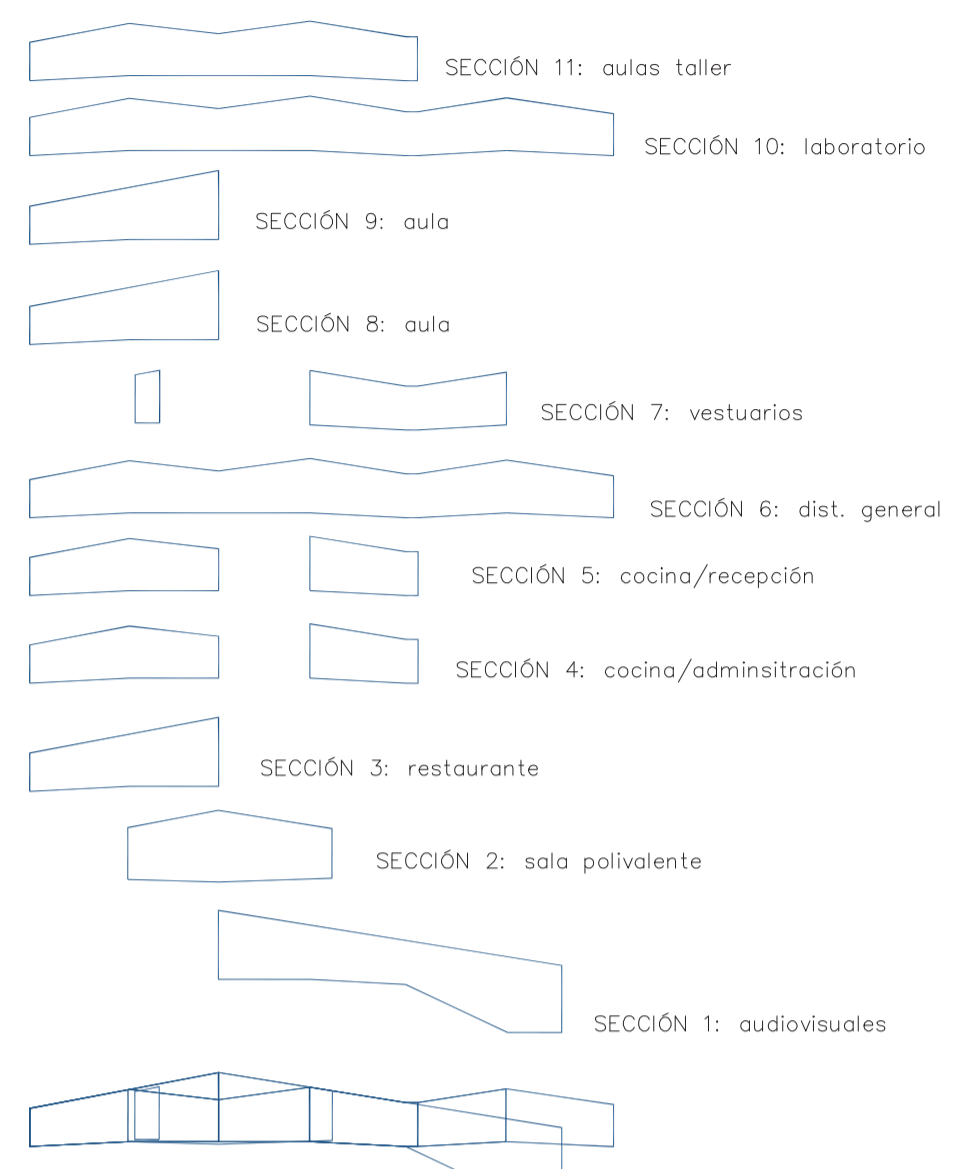 SECCIÓN 11: aulas taller
SECCIÓN 10: laboratorio
SECCIÓN 9: aula
SECCIÓN 8: aula
SECCIÓN 7: vestuarios
SECCIÓN 6: dist. general
SECCIÓN 5: cocina/recepción
SECCIÓN 4: cocina/adminsitración
SECCIÓN 3: restaurante
SECCIÓN 2: sala polivalente
SECCIÓN 1: audiovisuales